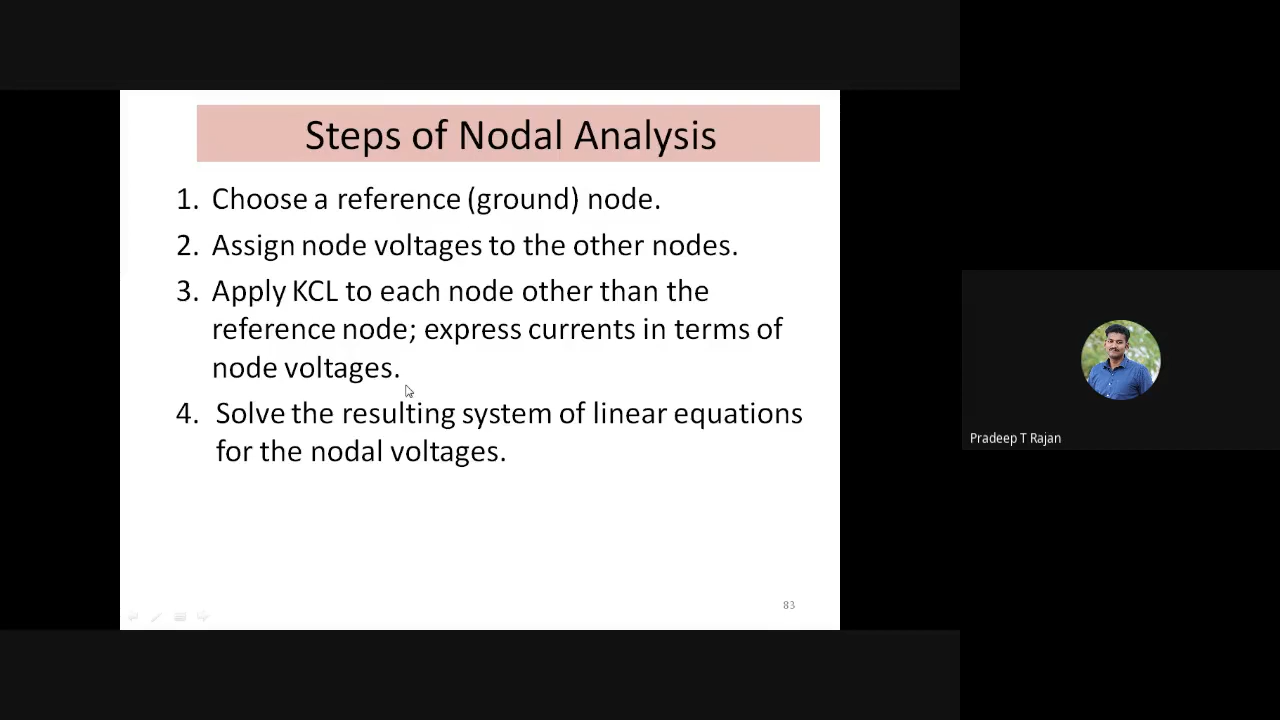 Steps of Nodal Analysis
1. Choose a reference (ground) node.
2. Assign node voltages to the other nodes.
3. Apply KCL to each node other than the
reference node; express currents in terms of
node voltages.
4. Solve the resulting system of linear equations
for the nodal voltages.
83
Pradeep T Rajan